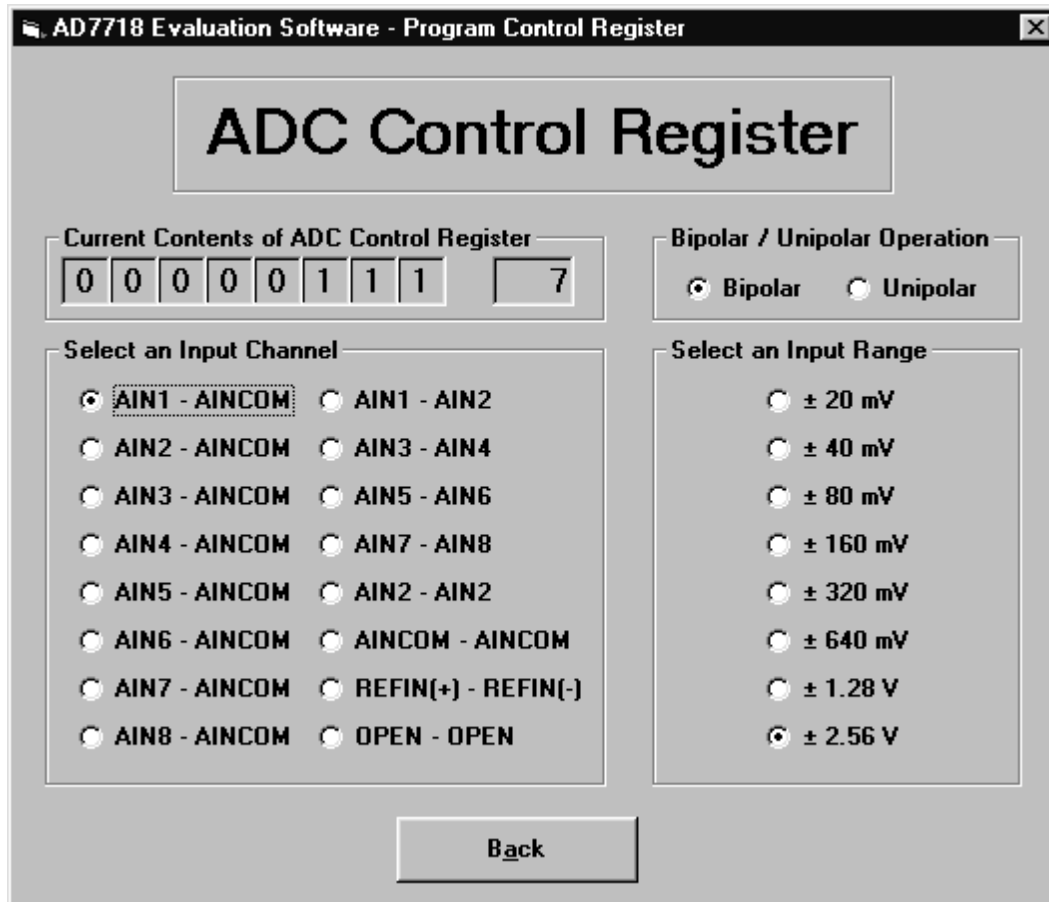 AD7718 Evaluation Software - Program Control Register
ADC Control Register
Current Contents of ADC Control Register
0 0 0 0 0 1 1 1 7
Bipolar / Unipolar Operation
Bipolar Unipolar
Select an Input Channel
AIN1 - AINCOM AIN1 - AIN2
AIN2 - AINCOM AIN3 - AIN4
AIN3 - AINCOM AIN5 - AIN6
AIN4 - AINCOM AIN7 - AIN8
AIN5 - AINCOM AIN2 - AIN2
AIN6 - AINCOM AINCOM - AINCOM
AIN7 - AINCOM REFIN(+) - REFIN(-)
AIN8 - AINCOM OPEN - OPEN
Select an Input Range
± 20 mV
± 40 mV
± 80 mV
± 160 mV
± 320 mV
± 640 mV
± 1.28 V
± 2.56 V
Back